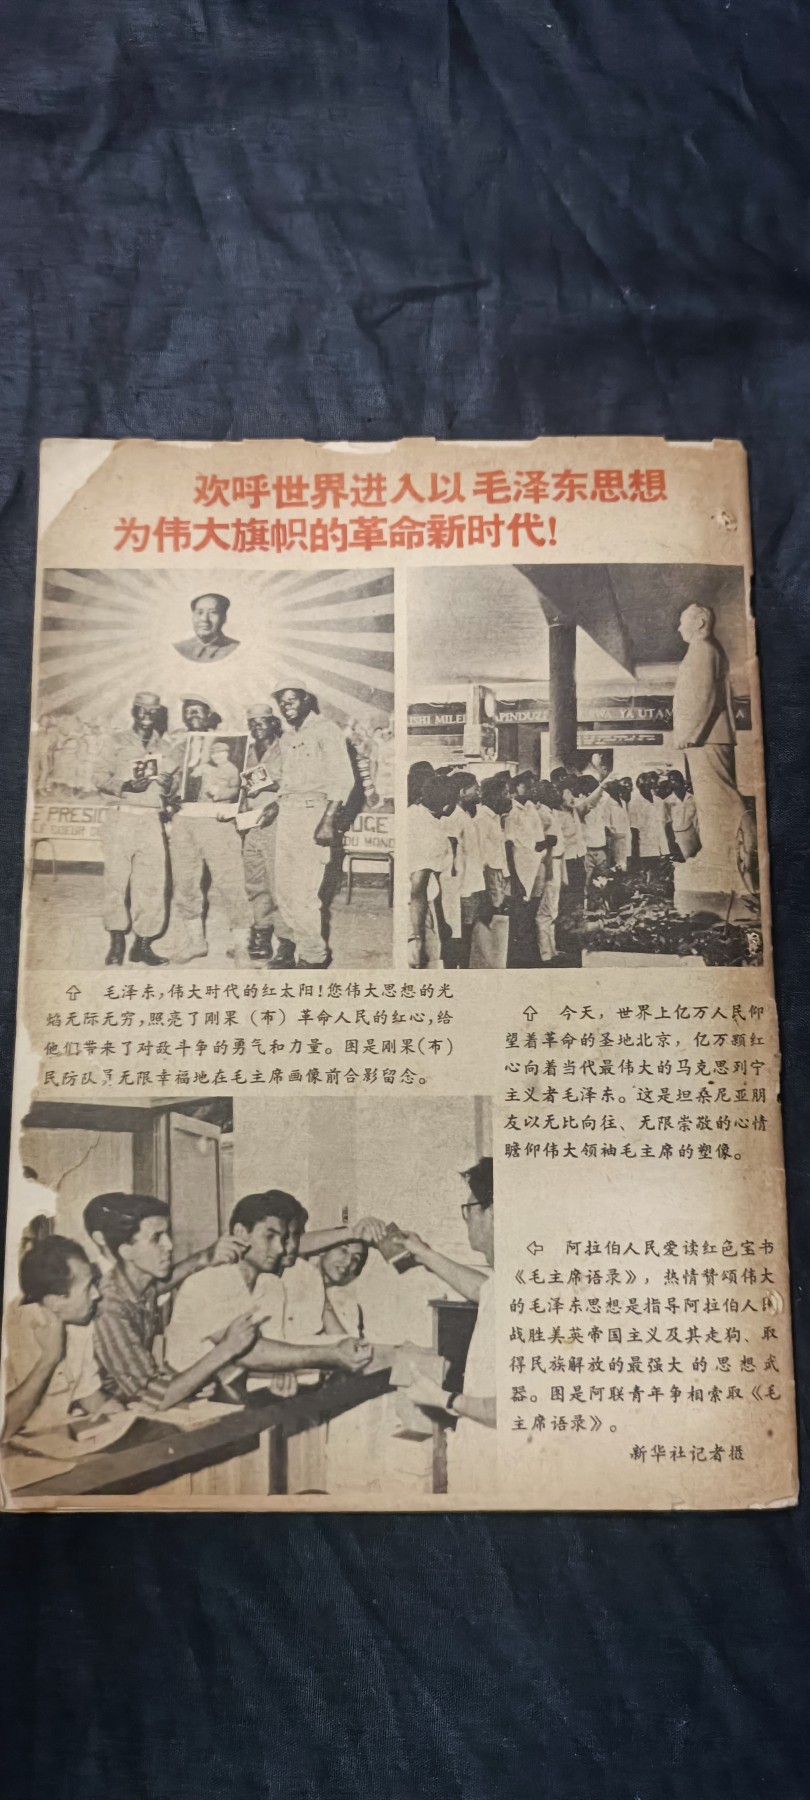 欢呼世界进入以毛泽东思想
为伟大旗帜的革命新时代!
E PRESID
LE COEUR DE
OUGE
DU MOND
ISHI MILEL
APINDUZI
WA YA UTAM
A
⇧ 毛泽东,伟大时代的红太阳!您伟大思想的光
焰无际无穷,照亮了刚果(布)革命人民的红心,给
他们带来了对敌斗争的勇气和力量。图是刚果(布)
民防队员无限幸福地在毛主席画像前合影留念。
⇧ 今天,世界上亿万人民仰
望着革命的圣地北京,亿万颗红
心向着当代最伟大的马克思列宁
主义者毛泽东。这是坦桑尼亚朋
友以无比向往、无限崇敬的心情
瞻仰伟大领袖毛主席的塑像。
⇦ 阿拉伯人民爱读红色宝书
《毛主席语录》,热情赞颂伟大
的毛泽东思想是指导阿拉伯人民
战胜美英帝国主义及其走狗、取
得民族解放的最强大的思想武
器。图是阿联青年争相索取《毛
主席语录》。
新华社记者摄